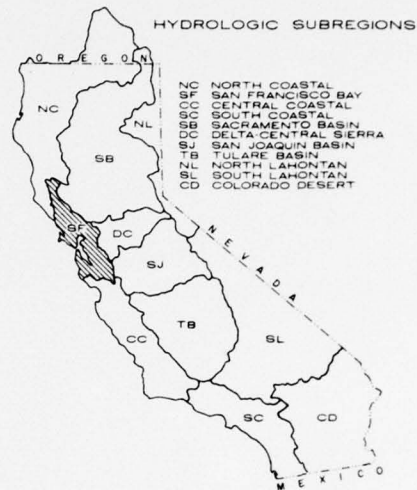 HYDROLOGIC SUBREGIONS
OREGON
NC NORTH COASTAL
SF SAN FRANCISCO BAY
CC CENTRAL COASTAL
SC SOUTH COASTAL
SB SACRAMENTO BASIN
DC DELTA-CENTRAL SIERRA
SJ SAN JOAQUIN BASIN
TB TULARE BASIN
NL NORTH LAHONTAN
SL SOUTH LAHONTAN
CD COLORADO DESERT
NC
NL
SB
SF
DC
NEVADA
SJ
TB
CC
SL
SC
CD
MEXICO